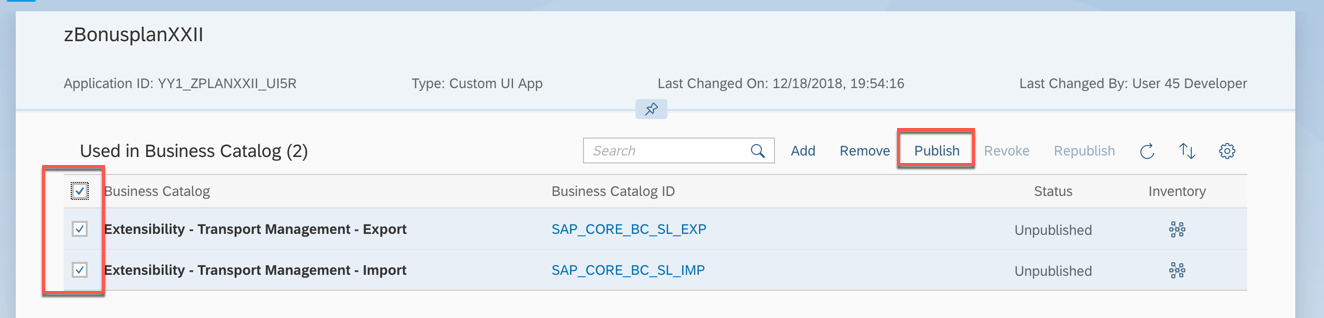 zBonusplanXXII
Application ID: YY1_ZPLANXXII_UI5R Type: Custom UI App Last Changed On: 12/18/2018, 19:54:16 Last Changed By: User 45 Developer
Used in Business Catalog (2) Search Add Remove Publish Revoke Republish
Business Catalog Business Catalog ID Status Inventory
Extensibility - Transport Management - Export SAP_CORE_BC_SL_EXP Unpublished
Extensibility - Transport Management - Import SAP_CORE_BC_SL_IMP Unpublished